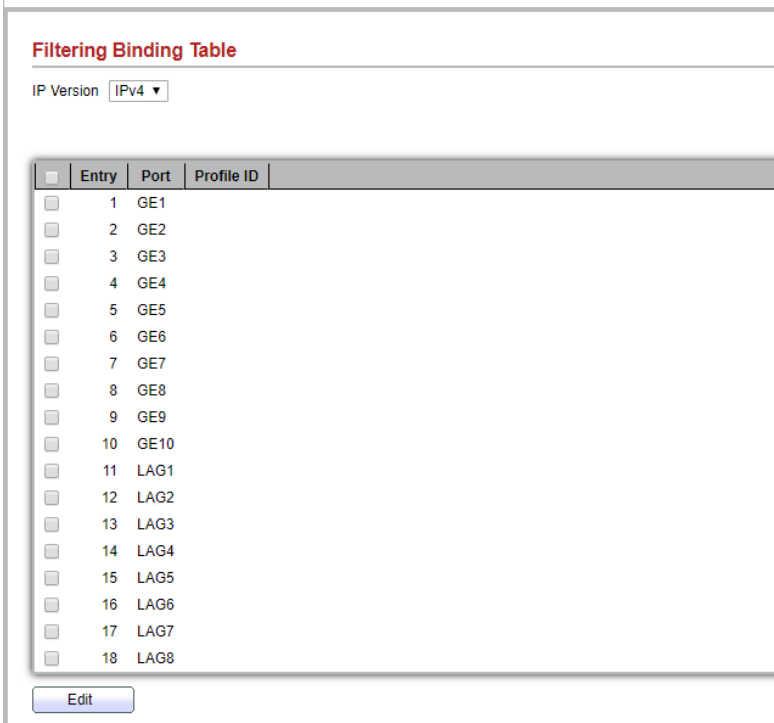 Filtering Binding Table
IP Version IPv4 ▼
Entry Port Profile ID
1 GE1
2 GE2
3 GE3
4 GE4
5 GE5
6 GE6
7 GE7
8 GE8
9 GE9
10 GE10
11 LAG1
12 LAG2
13 LAG3
14 LAG4
15 LAG5
16 LAG6
17 LAG7
18 LAG8
Edit